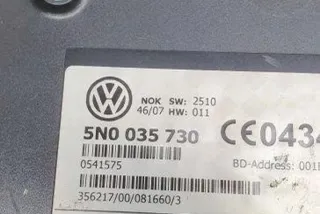 NOK SW: 2510
46/07 HW: 011
5N0 035 730 CE0434
0541575
BD-Address: 001
356217/00/081660/3